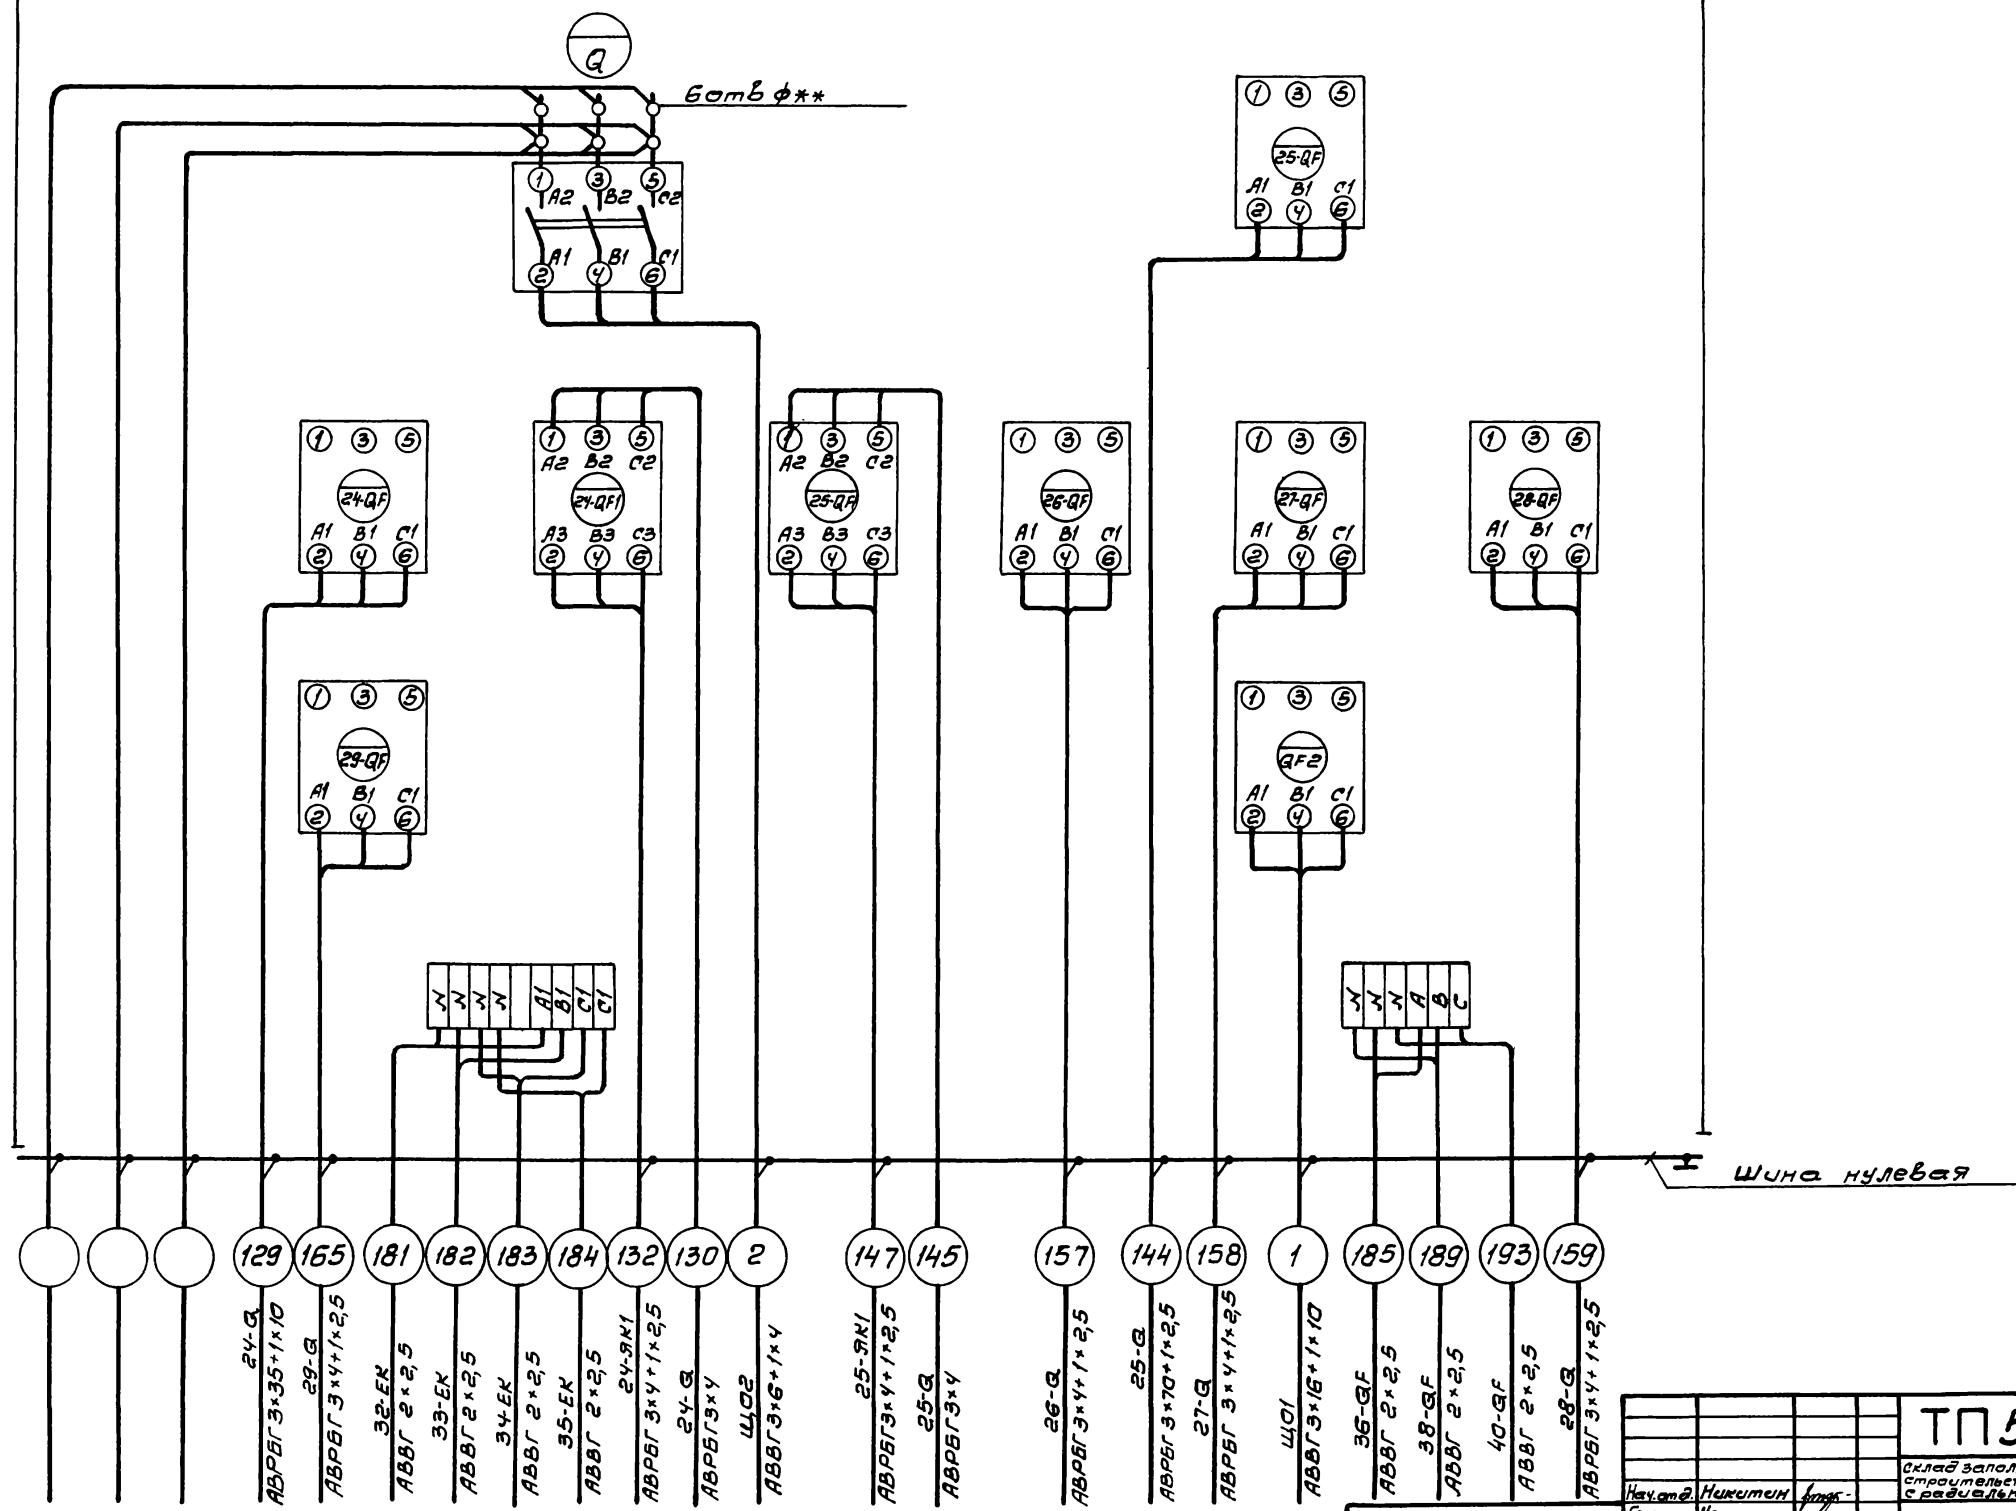 Q
6 отв ф**
1 3 5
A2 B2 C2
A1 B1 C1
2 4 6
1 3 5
25-QF
A1 B1 C1
2 4 6
1 3 5
24-QF
A1 B1 C1
2 4 6
1 3 5
A2 B2 C2
24-QF1
A3 B3 C3
2 4 6
1 3 5
A2 B2 C2
25-QF
A3 B3 C3
2 4 6
1 3 5
26-QF
A1 B1 C1
2 4 6
1 3 5
27-QF
A1 B1 C1
2 4 6
1 3 5
28-QF
A1 B1 C1
2 4 6
1 3 5
29-QF
A1 B1 C1
2 4 6
1 3 5
QF2
A1 B1 C1
2 4 6
N N N N A1 B1 C1 C1
N N N A B C
Шина нулевая
129 165 181 182 183 184 132 130 2 147 145 157 144 158 1 185 189 193 159
24-Q
АВРБГ 3×35+1×10
29-Q
АВРБГ 3×4+1×2,5
32-ЕК
АВВГ 2×2,5
33-ЕК
АВВГ 2×2,5
34-ЕК
АВВГ 2×2,5
35-ЕК
АВВГ 2×2,5
24-ЯК1
АВРБГ 3×4+1×2,5
24-Q
АВРБГ 3×4
ЩО2
АВВГ 3×6+1×4
25-ЯК1
АВРБГ 3×4+1×2,5
25-Q
АВРБГ 3×4
26-Q
АВРБГ 3×4+1×2,5
25-Q
АВРБГ 3×70+1×2,5
27-Q
АВРБГ 3×4+1×2,5
ЩО1
АВВГ 3×16+1×10
36-QF
АВВГ 2×2,5
38-QF
АВВГ 2×2,5
40-QF
АВВГ 2×2,5
28-Q
АВРБГ 3×4+1×2,5
ТП 5
Склад запол
строительс
с радиальн
Нач.отд. Никитин